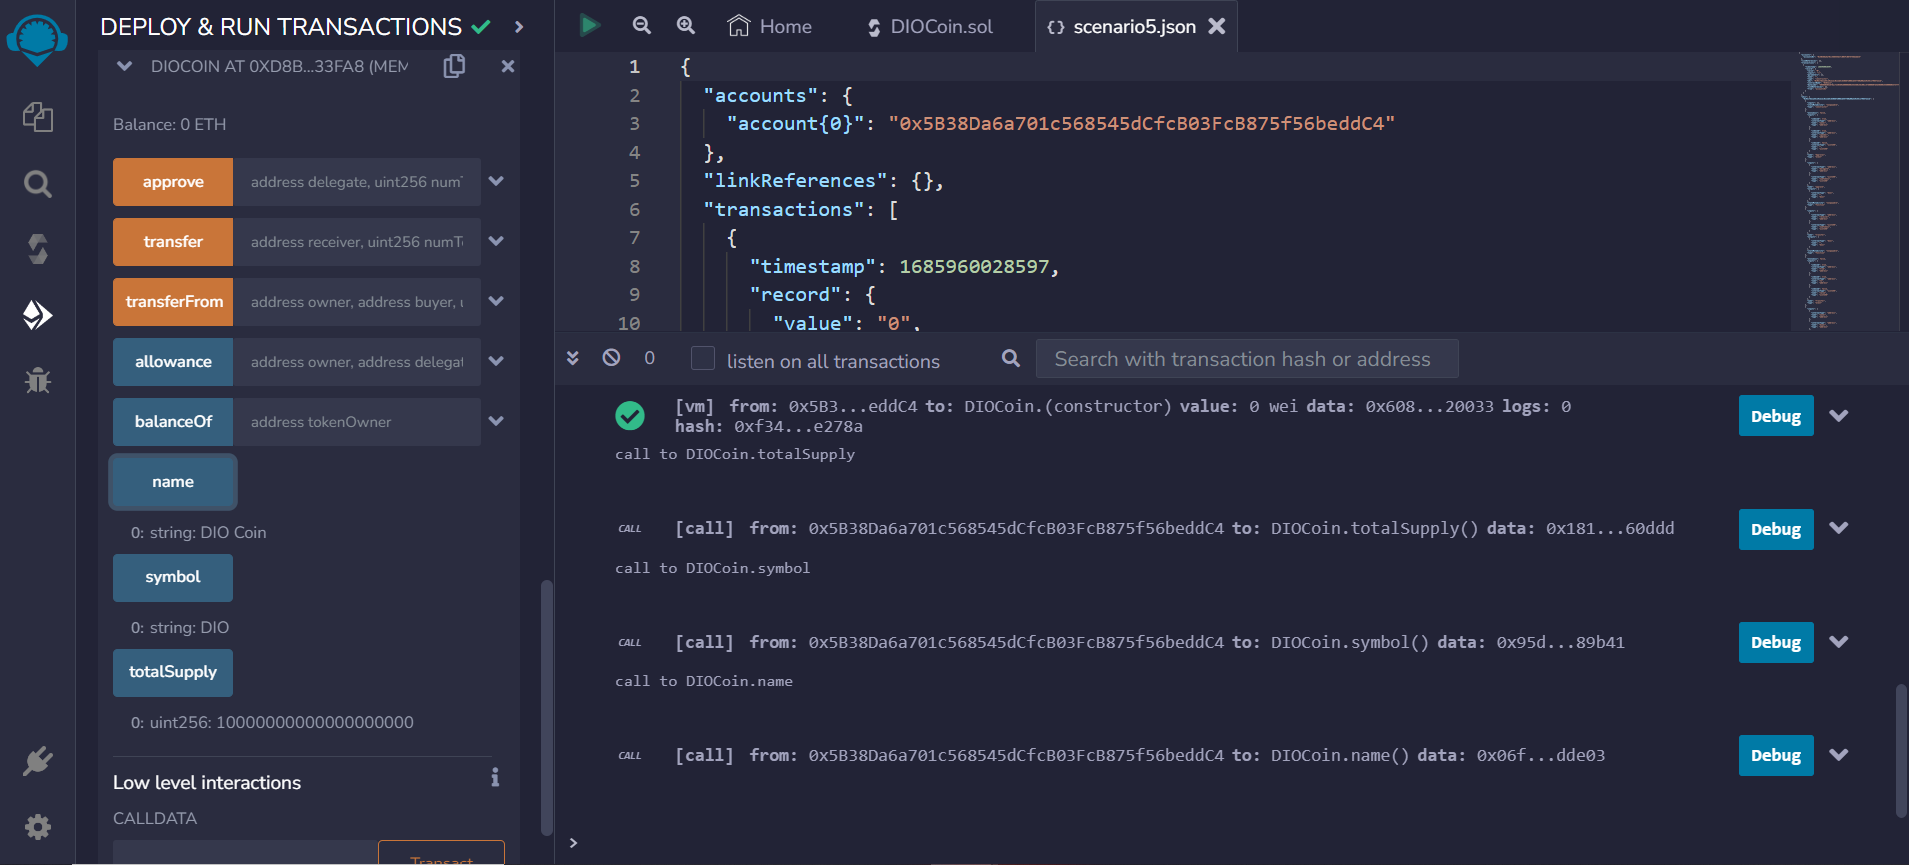 DEPLOY & RUN TRANSACTIONS
DIOCOIN AT 0XD8B...33FA8 (MEM
Balance: 0 ETH
approve address delegate, uint256 num
transfer address receiver, uint256 numT
transferFrom address owner, address buyer, u
allowance address owner, address delegat
balanceOf address tokenOwner
name
0: string: DIO Coin
symbol
0: string: DIO
totalSupply
0: uint256: 10000000000000000000
Low level interactions
CALLDATA
Transact
Home DIOCoin.sol {} scenario5.json
1 {
2 "accounts": {
3 "account{0}": "0x5B38Da6a701c568545dCfcB03FcB875f56beddC4"
4 },
5 "linkReferences": {},
6 "transactions": [
7 {
8 "timestamp": 1685960028597,
9 "record": {
10 "value": "0",
0 listen on all transactions Search with transaction hash or address
[vm] from: 0x5B3...eddC4 to: DIOCoin.(constructor) value: 0 wei data: 0x608...20033 logs: 0
hash: 0xf34...e278a
Debug
call to DIOCoin.totalSupply
CALL [call] from: 0x5B38Da6a701c568545dCfcB03FcB875f56beddC4 to: DIOCoin.totalSupply() data: 0x181...60ddd
Debug
call to DIOCoin.symbol
CALL [call] from: 0x5B38Da6a701c568545dCfcB03FcB875f56beddC4 to: DIOCoin.symbol() data: 0x95d...89b41
Debug
call to DIOCoin.name
CALL [call] from: 0x5B38Da6a701c568545dCfcB03FcB875f56beddC4 to: DIOCoin.name() data: 0x06f...dde03
Debug
>